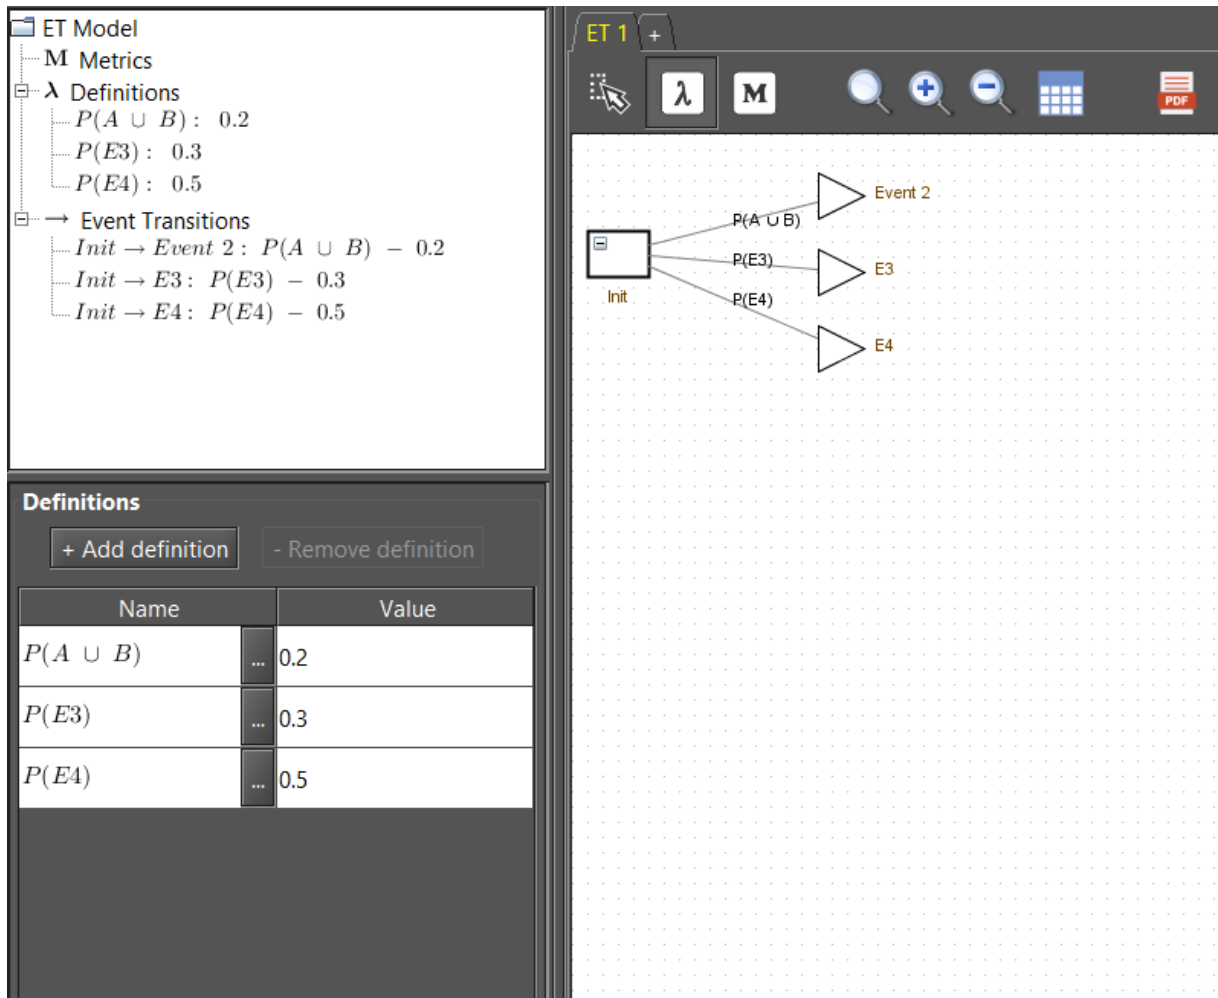 ET Model
M Metrics
λ Definitions
P(A ∪ B) : 0.2
P(E3) : 0.3
P(E4) : 0.5
→ Event Transitions
Init → Event 2 : P(A ∪ B) − 0.2
Init → E3 : P(E3) − 0.3
Init → E4 : P(E4) − 0.5
Definitions
+ Add definition - Remove definition
Name Value
P(A ∪ B) ... 0.2
P(E3) ... 0.3
P(E4) ... 0.5
ET 1 +
λ M PDF
Event 2
P(A ∪ B)
P(E3) E3
Init
P(E4)
E4